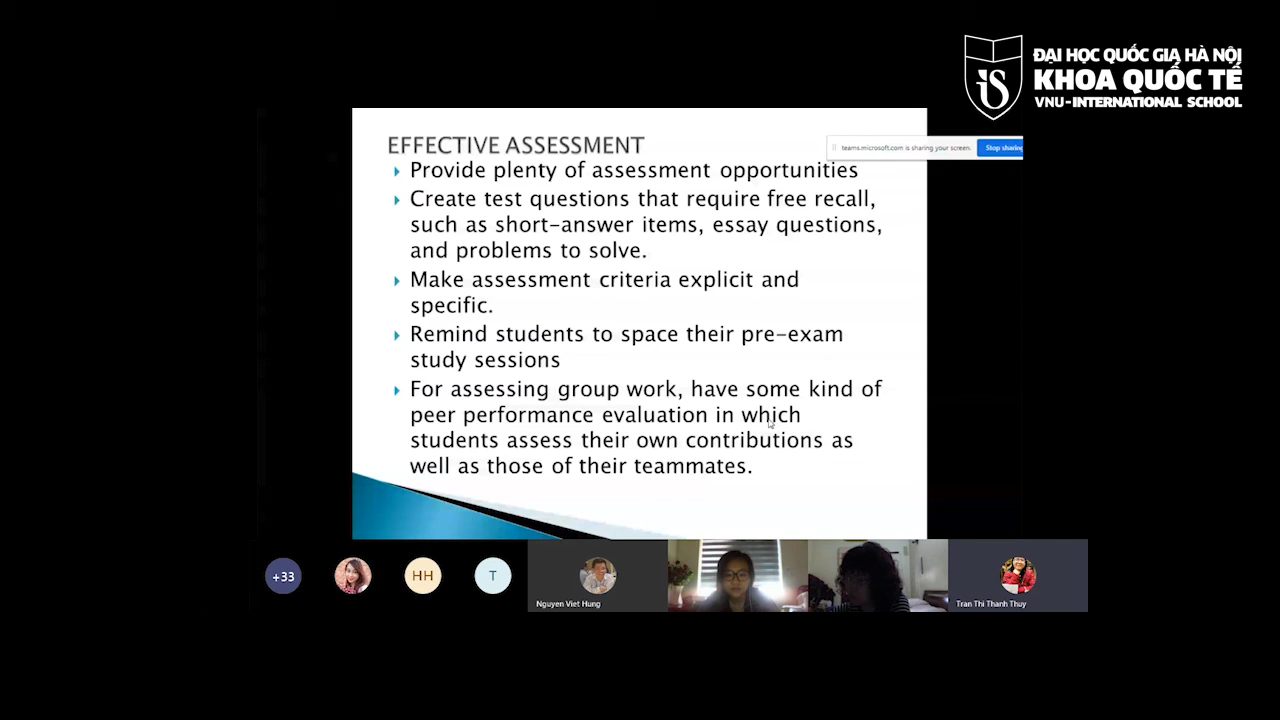 ĐẠI HỌC QUỐC GIA HÀ NỘI
KHOA QUỐC TẾ
VNU-INTERNATIONAL SCHOOL
iS
EFFECTIVE ASSESSMENT
teams.microsoft.com is sharing your screen.
Stop sharing
Provide plenty of assessment opportunities
Create test questions that require free recall,
such as short-answer items, essay questions,
and problems to solve.
Make assessment criteria explicit and
specific.
Remind students to space their pre-exam
study sessions
For assessing group work, have some kind of
peer performance evaluation in which
students assess their own contributions as
well as those of their teammates.
+33
HH
T
Nguyen Viet Hung
Tran Thi Thanh Thuy